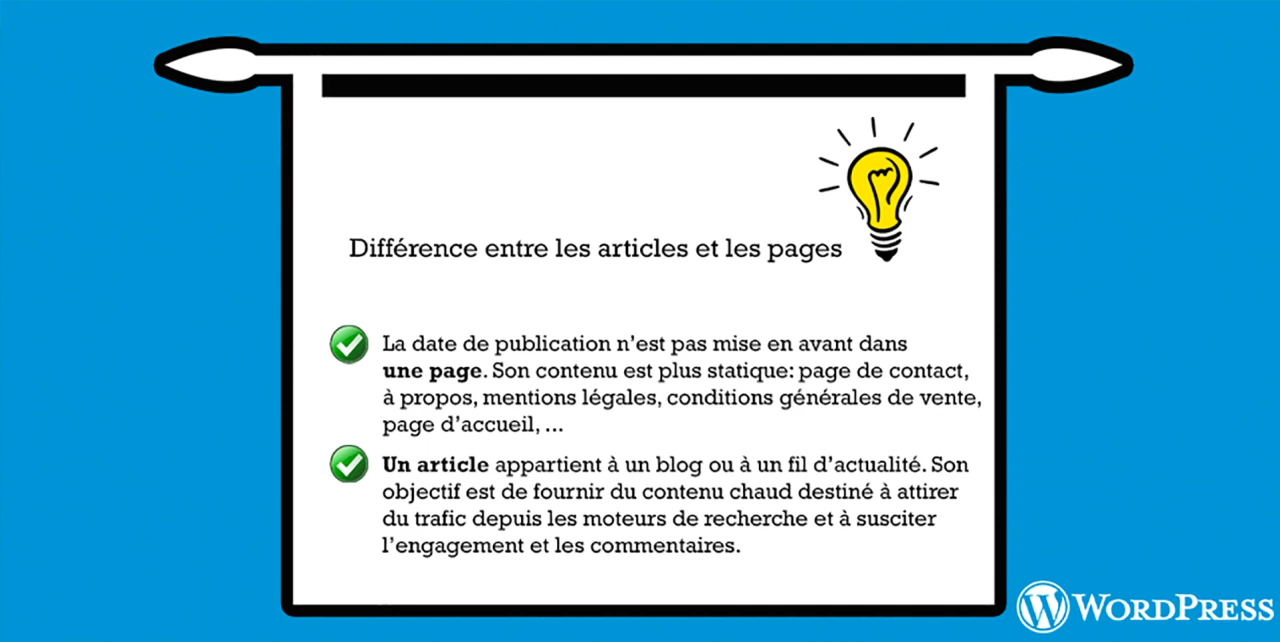 Différence entre les articles et les pages
La date de publication n'est pas mise en avant dans
une page. Son contenu est plus statique: page de contact,
à propos, mentions légales, conditions générales de vente,
page d'accueil, ...
Un article appartient à un blog ou à un fil d'actualité. Son
objectif est de fournir du contenu chaud destiné à attirer
du trafic depuis les moteurs de recherche et à susciter
l'engagement et les commentaires.
WORDPRESS